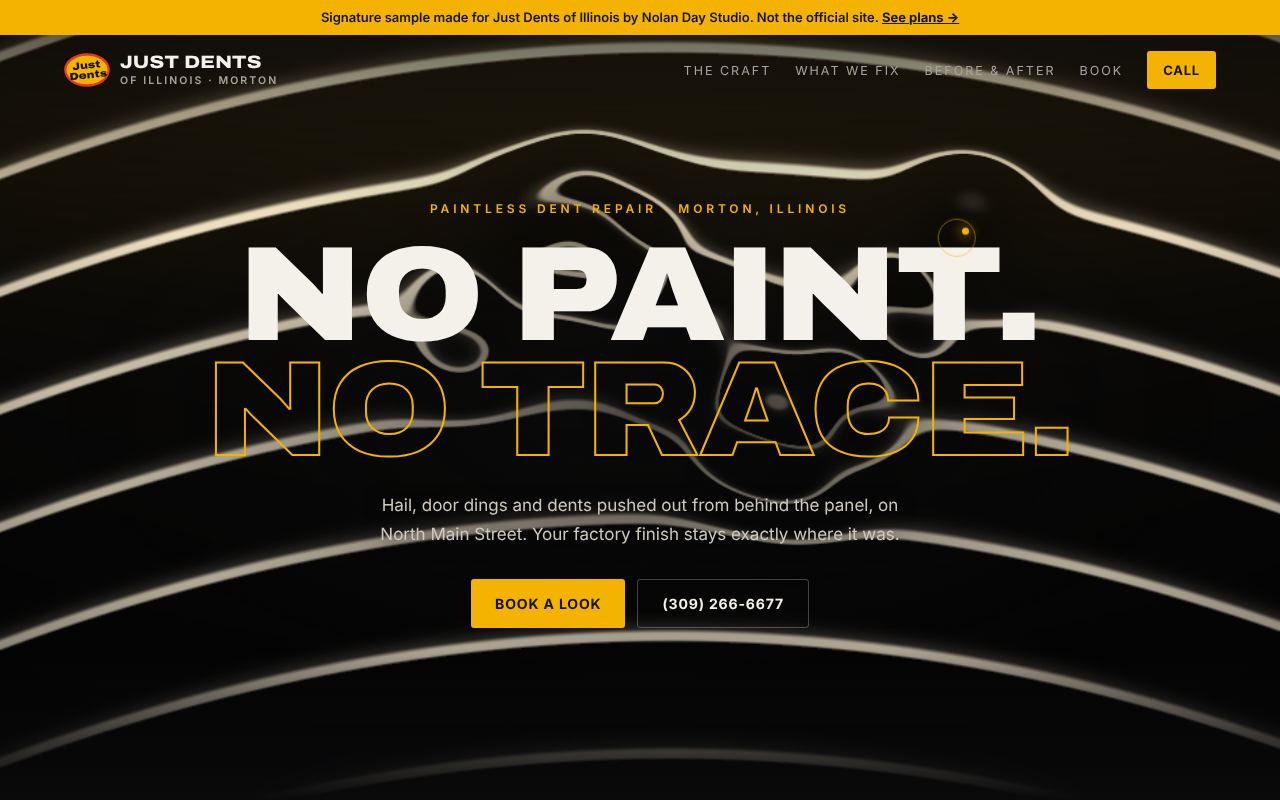 Signature sample made for Just Dents of Illinois by Nolan Day Studio. Not the official site. See plans →
Just Dents
JUST DENTS
OF ILLINOIS · MORTON
THE CRAFT
WHAT WE FIX
BEFORE & AFTER
BOOK
CALL
PAINTLESS DENT REPAIR MORTON, ILLINOIS
NO PAINT.
NO TRACE.
Hail, door dings and dents pushed out from behind the panel, on
North Main Street. Your factory finish stays exactly where it was.
BOOK A LOOK
(309) 266-6677